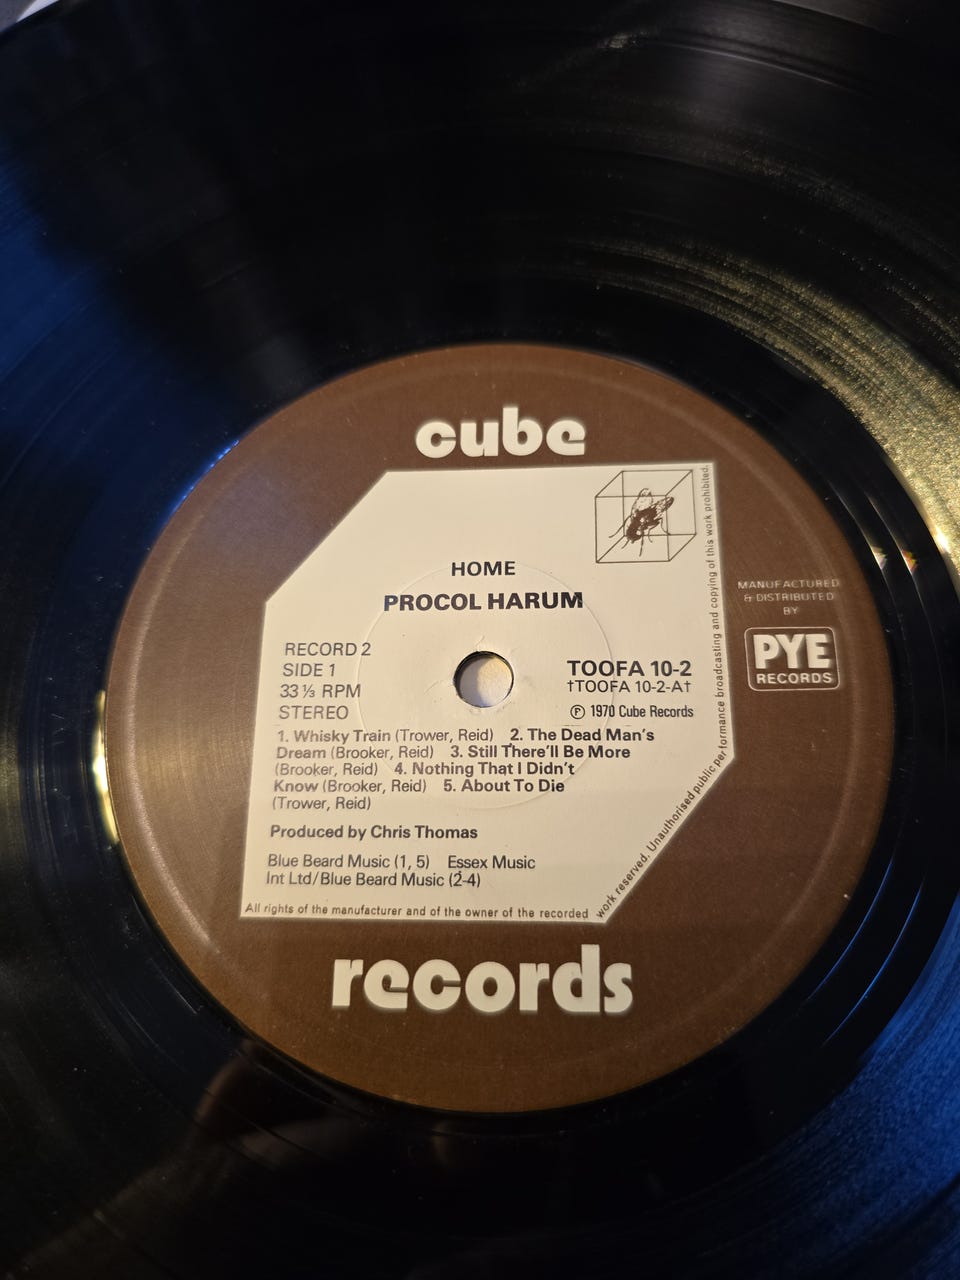 cube
HOME
PROCOL HARUM
RECORD 2
SIDE 1
33⅓ RPM
STEREO
TOOFA 10-2
†TOOFA 10-2-A†
Ⓟ 1970 Cube Records
1. Whisky Train (Trower, Reid) 2. The Dead Man's
Dream (Brooker, Reid) 3. Still There'll Be More
(Brooker, Reid) 4. Nothing That I Didn't
Know (Brooker, Reid) 5. About To Die
(Trower, Reid)
Produced by Chris Thomas
Blue Beard Music (1, 5) Essex Music
Int Ltd/Blue Beard Music (2-4)
All rights of the manufacturer and of the owner of the recorded work reserved. Unauthorised public performance broadcasting and copying of this work prohibited.
MANUFACTURED
& DISTRIBUTED
BY
PYE
RECORDS
records